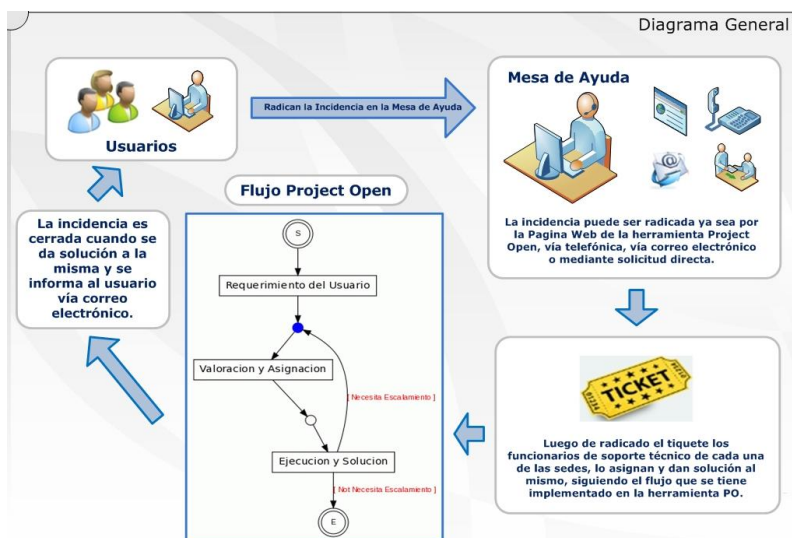 Diagrama General
Usuarios
Radican la Incidencia en la Mesa de Ayuda
Mesa de Ayuda
La incidencia puede ser radicada ya sea por
la Pagina Web de la herramienta Project
Open, vía telefónica, vía correo electrónico
o mediante solicitud directa.
TICKET
01234
01234
Luego de radicado el tiquete los
funcionarios de soporte técnico de cada una
de las sedes, lo asignan y dan solución al
mismo, siguiendo el flujo que se tiene
implementado en la herramienta PO.
Flujo Project Open
S
Requerimiento del Usuario
Valoracion y Asignacion
[ Necesita Escalamiento ]
Ejecucion y Solucion
[ Not Necesita Escalamiento ]
E
La incidencia es
cerrada cuando se
da solución a la
misma y se
informa al usuario
vía correo
electrónico.